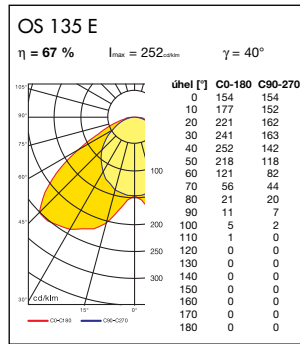 OS 135 E
η = 67 % Imax = 252cd/klm γ = 40°
úhel [°] C0-180 C90-270
0 154 154
10 177 152
20 221 162
30 241 163
40 252 142
50 218 118
60 121 82
70 56 44
80 21 20
90 11 7
100 5 2
110 1 0
120 0 0
130 0 0
140 0 0
150 0 0
160 0 0
170 0 0
180 0 0
105°
90°
75°
60°
45°
30°
15°
0°
100
200
250
300
cd/klm
C0-C180 C90-C270